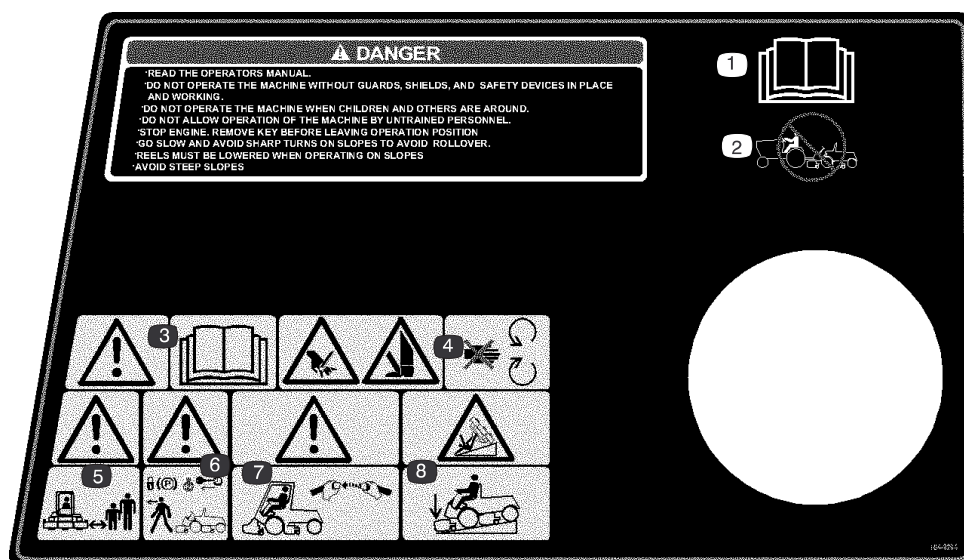 DANGER
·READ THE OPERATORS MANUAL.
·DO NOT OPERATE THE MACHINE WITHOUT GUARDS, SHIELDS, AND SAFETY DEVICES IN PLACE
AND WORKING.
·DO NOT OPERATE THE MACHINE WHEN CHILDREN AND OTHERS ARE AROUND.
·DO NOT ALLOW OPERATION OF THE MACHINE BY UNTRAINED PERSONNEL.
·STOP ENGINE. REMOVE KEY BEFORE LEAVING OPERATION POSITION
·GO SLOW AND AVOID SHARP TURNS ON SLOPES TO AVOID ROLLOVER.
·REELS MUST BE LOWERED WHEN OPERATING ON SLOPES
·AVOID STEEP SLOPES
1
2
3
4
5
6
7
8
(P)